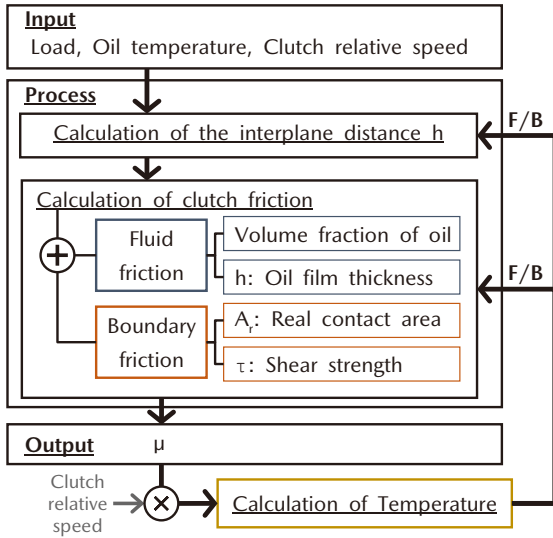 Input
Load, Oil temperature, Clutch relative speed
Process
F/B
Calculation of the interplane distance h
Calculation of clutch friction
Fluid
friction
Volume fraction of oil
h: Oil film thickness
F/B
Boundary
friction
Ar: Real contact area
τ: Shear strength
Output
μ
Clutch
relative
speed
Calculation of Temperature